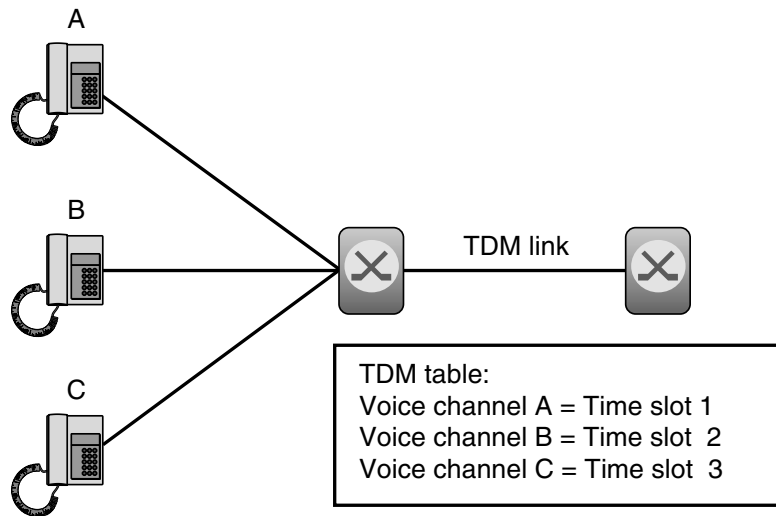 A
B
TDM link
C
TDM table:
Voice channel A = Time slot 1
Voice channel B = Time slot 2
Voice channel C = Time slot 3